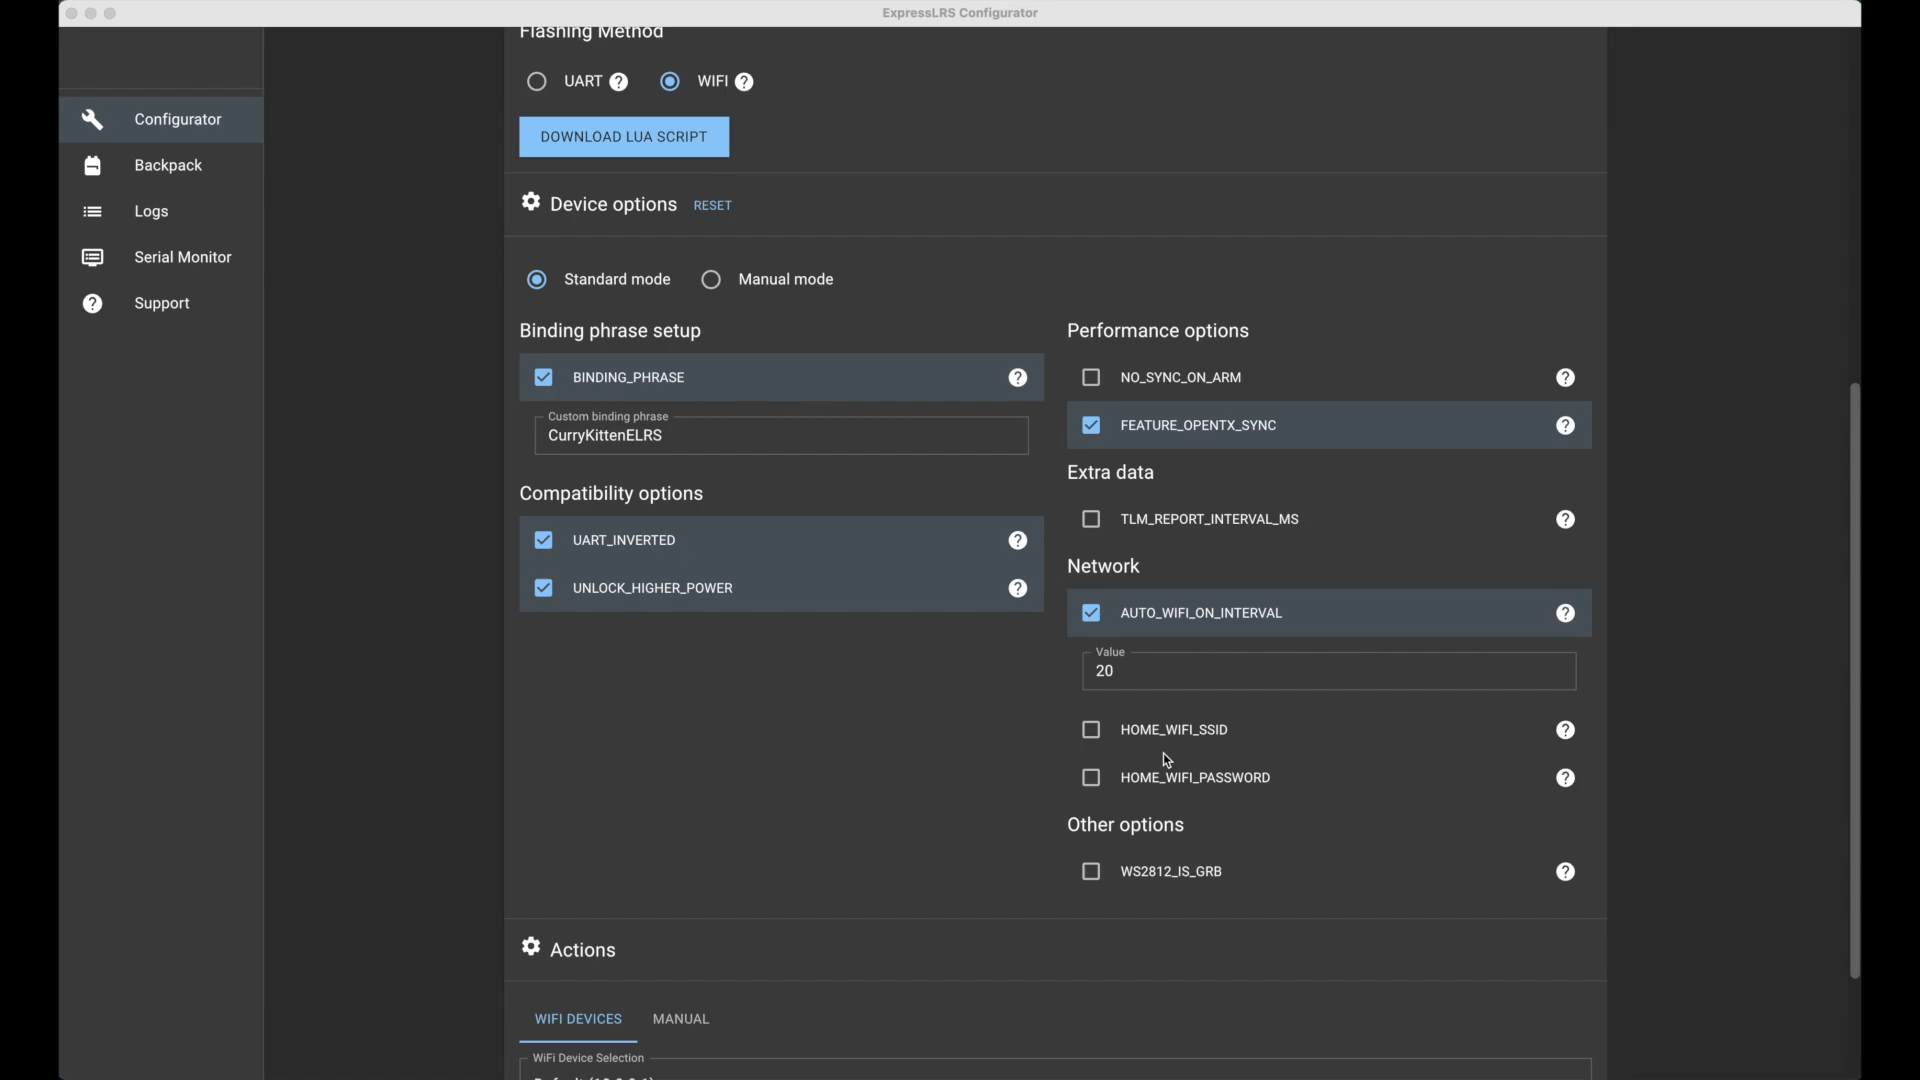 ExpressLRS Configurator
Configurator
Backpack
Logs
Serial Monitor
Support
Flashing Method
UART
WIFI
DOWNLOAD LUA SCRIPT
Device options RESET
Standard mode
Manual mode
Binding phrase setup
BINDING_PHRASE
Custom binding phrase
CurryKittenELRS
Compatibility options
UART_INVERTED
UNLOCK_HIGHER_POWER
Performance options
NO_SYNC_ON_ARM
FEATURE_OPENTX_SYNC
Extra data
TLM_REPORT_INTERVAL_MS
Network
AUTO_WIFI_ON_INTERVAL
Value
20
HOME_WIFI_SSID
HOME_WIFI_PASSWORD
Other options
WS2812_IS_GRB
Actions
WIFI DEVICES
MANUAL
WiFi Device Selection